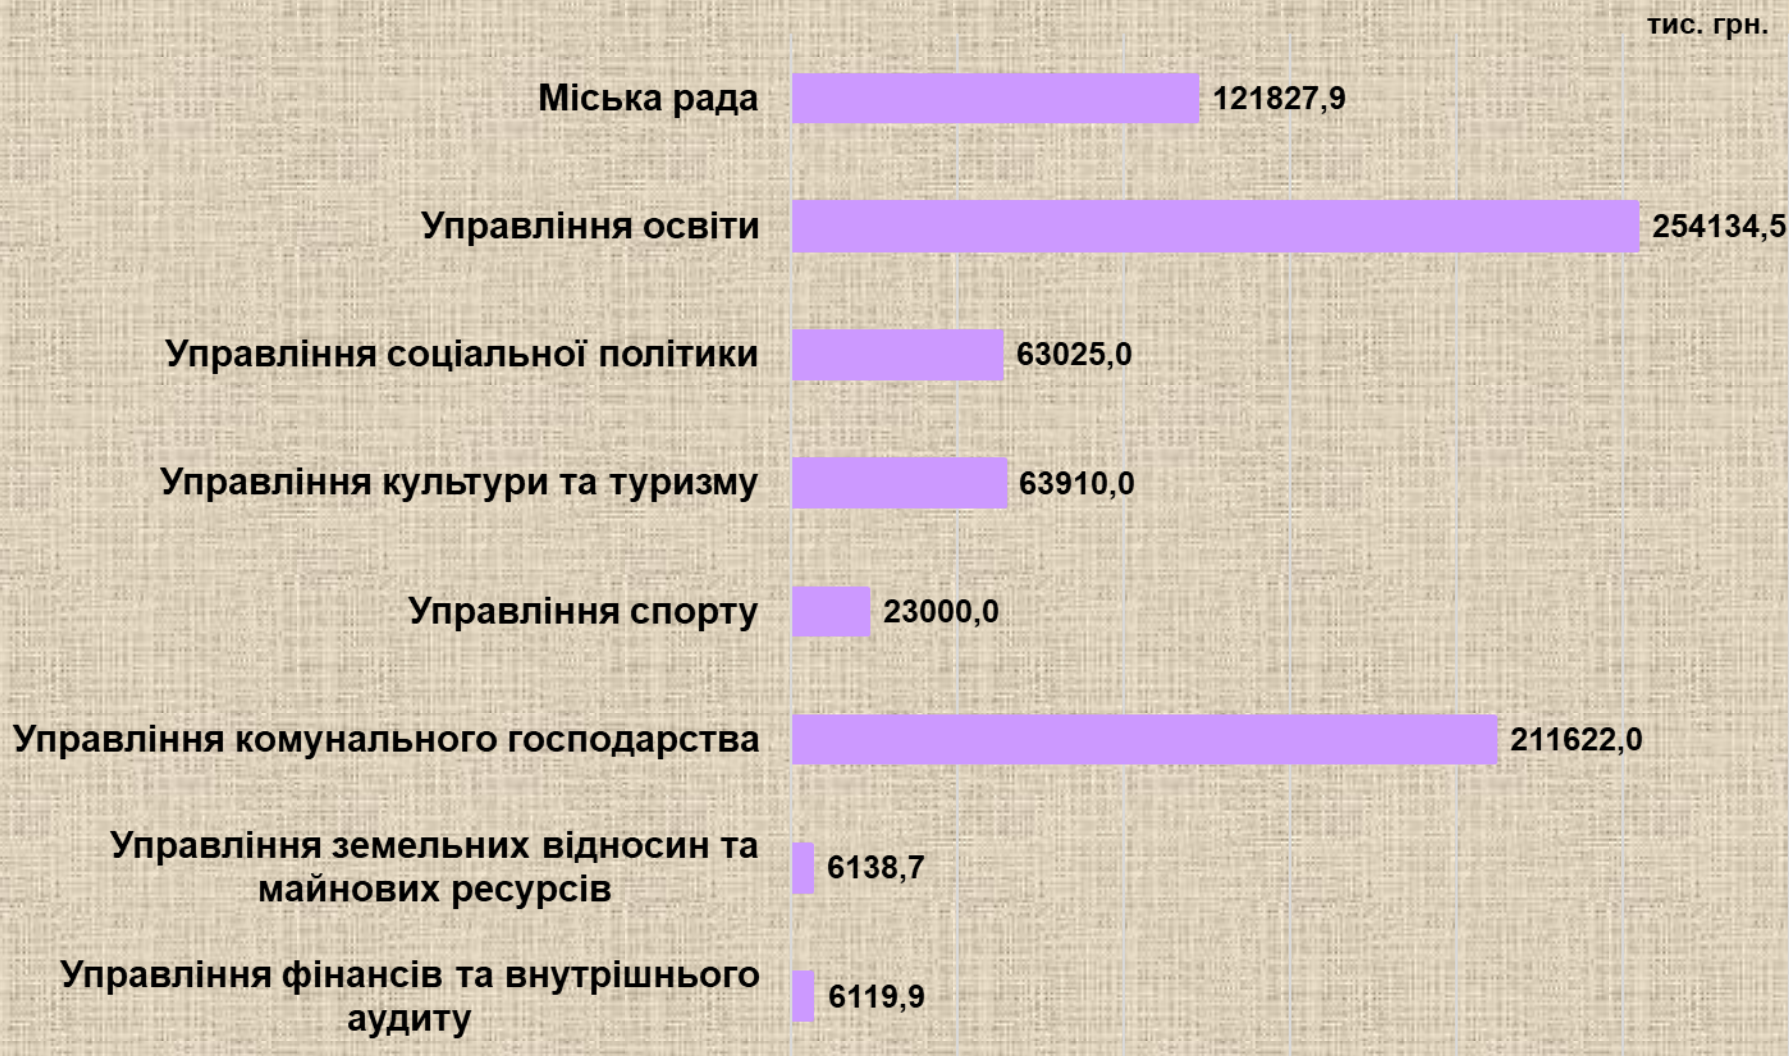 тис. грн.
Міська рада
121827,9
Управління освіти
254134,5
Управління соціальної політики
63025,0
Управління культури та туризму
63910,0
Управління спорту
23000,0
Управління комунального господарства
211622,0
Управління земельних відносин та
майнових ресурсів
6138,7
Управління фінансів та внутрішнього
аудиту
6119,9